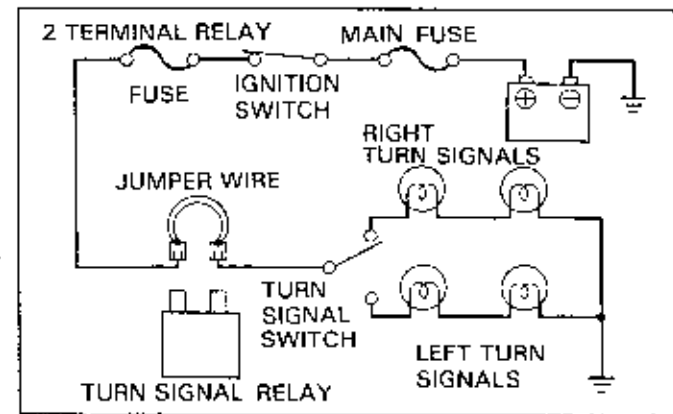 2 TERMINAL RELAY
MAIN FUSE
FUSE
IGNITION
SWITCH
RIGHT
TURN SIGNALS
JUMPER WIRE
TURN
SIGNAL
SWITCH
LEFT TURN
SIGNALS
TURN SIGNAL RELAY